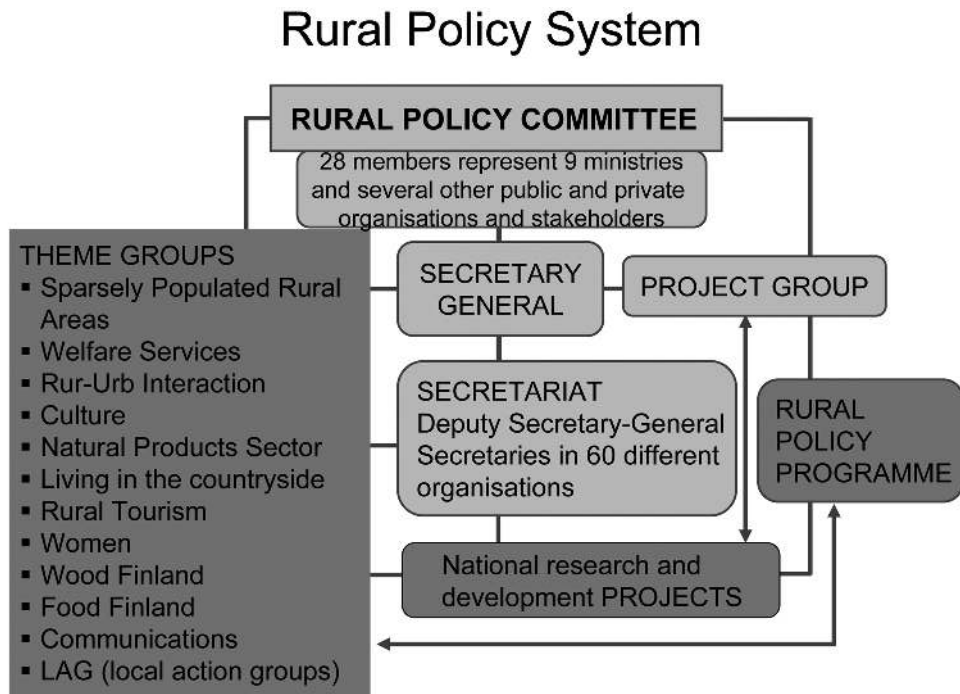 Rural Policy System
RURAL POLICY COMMITTEE
28 members represent 9 ministries
and several other public and private
organisations and stakeholders
THEME GROUPS
▪ Sparsely Populated Rural
Areas
▪ Welfare Services
▪ Rur-Urb Interaction
▪ Culture
▪ Natural Products Sector
▪ Living in the countryside
▪ Rural Tourism
▪ Women
▪ Wood Finland
▪ Food Finland
▪ Communications
▪ LAG (local action groups)
SECRETARY
GENERAL
PROJECT GROUP
SECRETARIAT
Deputy Secretary-General
Secretaries in 60 different
organisations
RURAL
POLICY
PROGRAMME
National research and
development PROJECTS